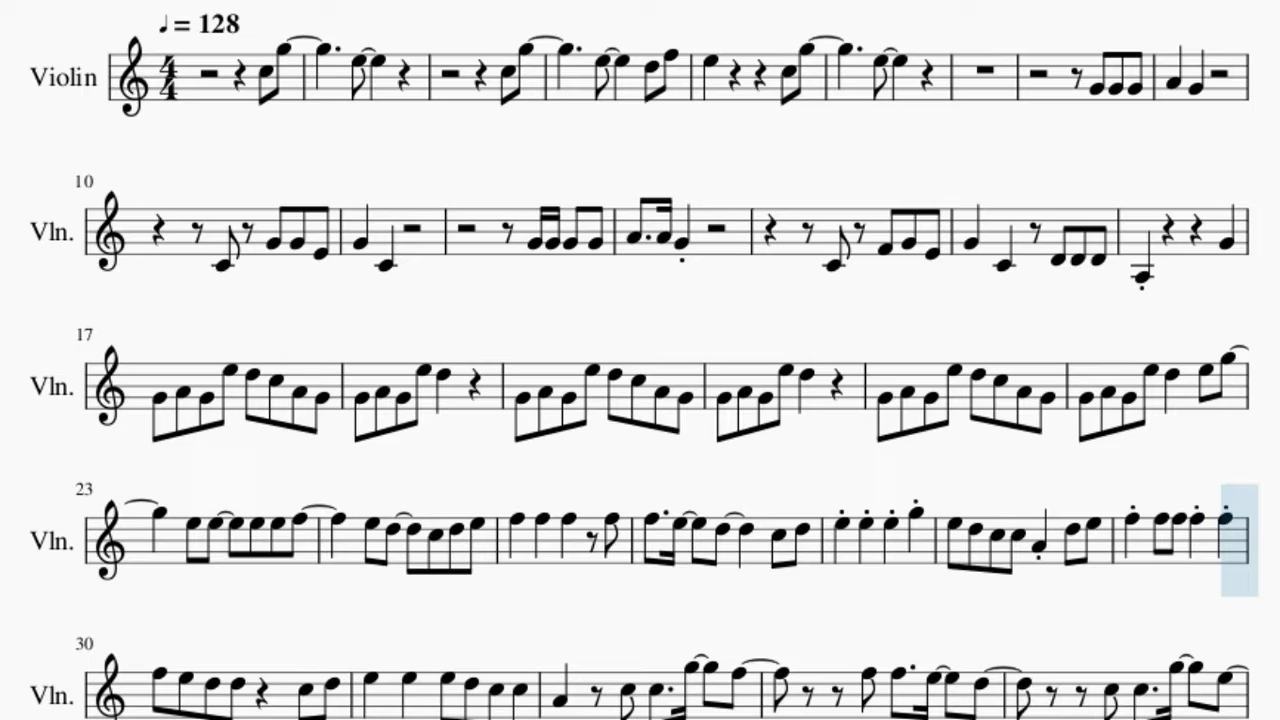 ♩ = 128
Violin 4/4
10
Vln.
17
Vln.
23
Vln.
30
Vln.